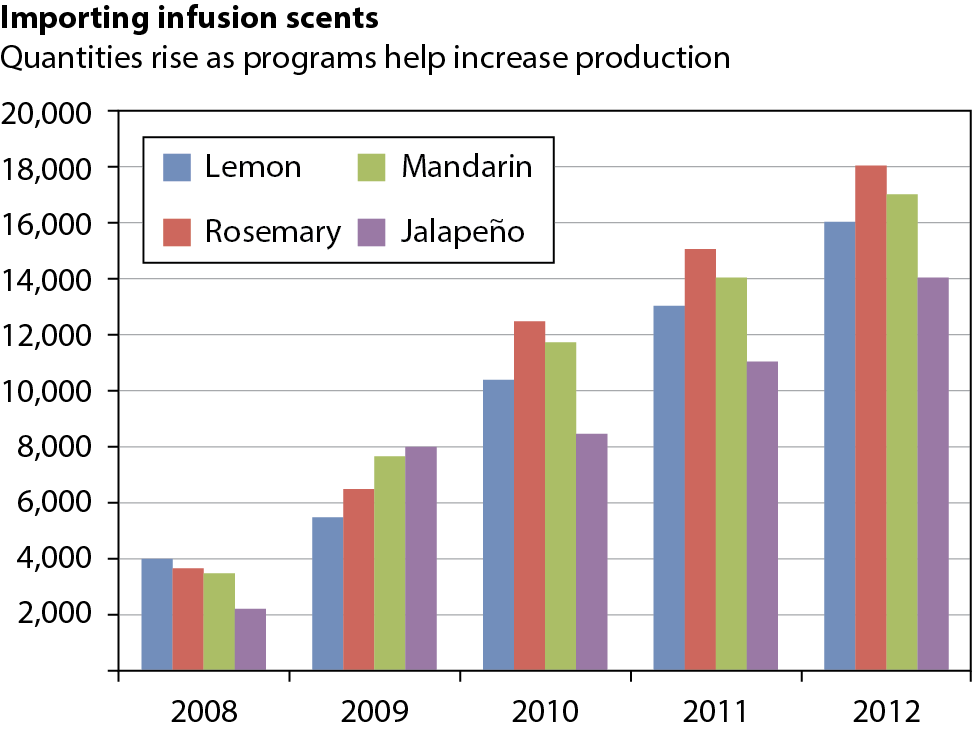 Importing infusion scents
Quantities rise as programs help increase production
20,000
18,000
16,000
14,000
12,000
10,000
8,000
6,000
4,000
2,000
Lemon
Mandarin
Rosemary
Jalapeño
2008
2009
2010
2011
2012